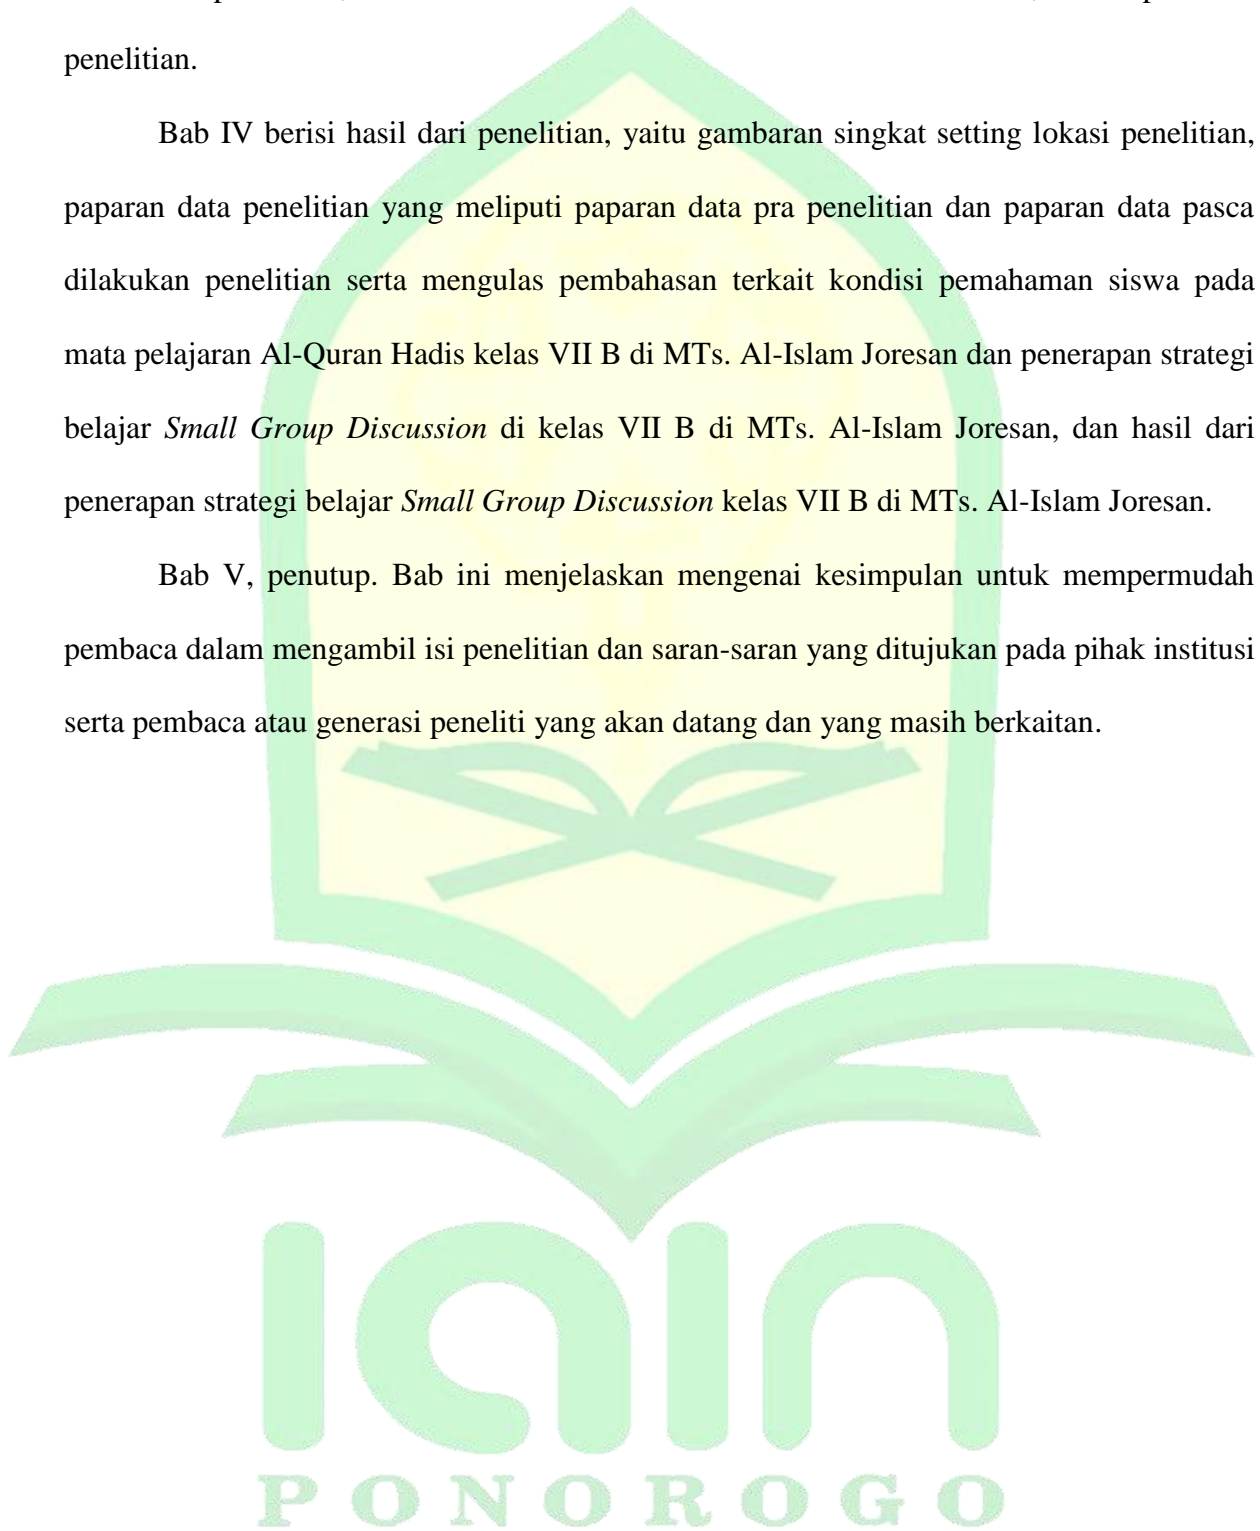 penelitian.
Bab IV berisi hasil dari penelitian, yaitu gambaran singkat setting lokasi penelitian,
paparan data penelitian yang meliputi paparan data pra penelitian dan paparan data pasca
dilakukan penelitian serta mengulas pembahasan terkait kondisi pemahaman siswa pada
mata pelajaran Al-Quran Hadis kelas VII B di MTs. Al-Islam Joresan dan penerapan strategi
belajar Small Group Discussion di kelas VII B di MTs. Al-Islam Joresan, dan hasil dari
penerapan strategi belajar Small Group Discussion kelas VII B di MTs. Al-Islam Joresan.
Bab V, penutup. Bab ini menjelaskan mengenai kesimpulan untuk mempermudah
pembaca dalam mengambil isi penelitian dan saran-saran yang ditujukan pada pihak institusi
serta pembaca atau generasi peneliti yang akan datang dan yang masih berkaitan.
iain
PONOROGO